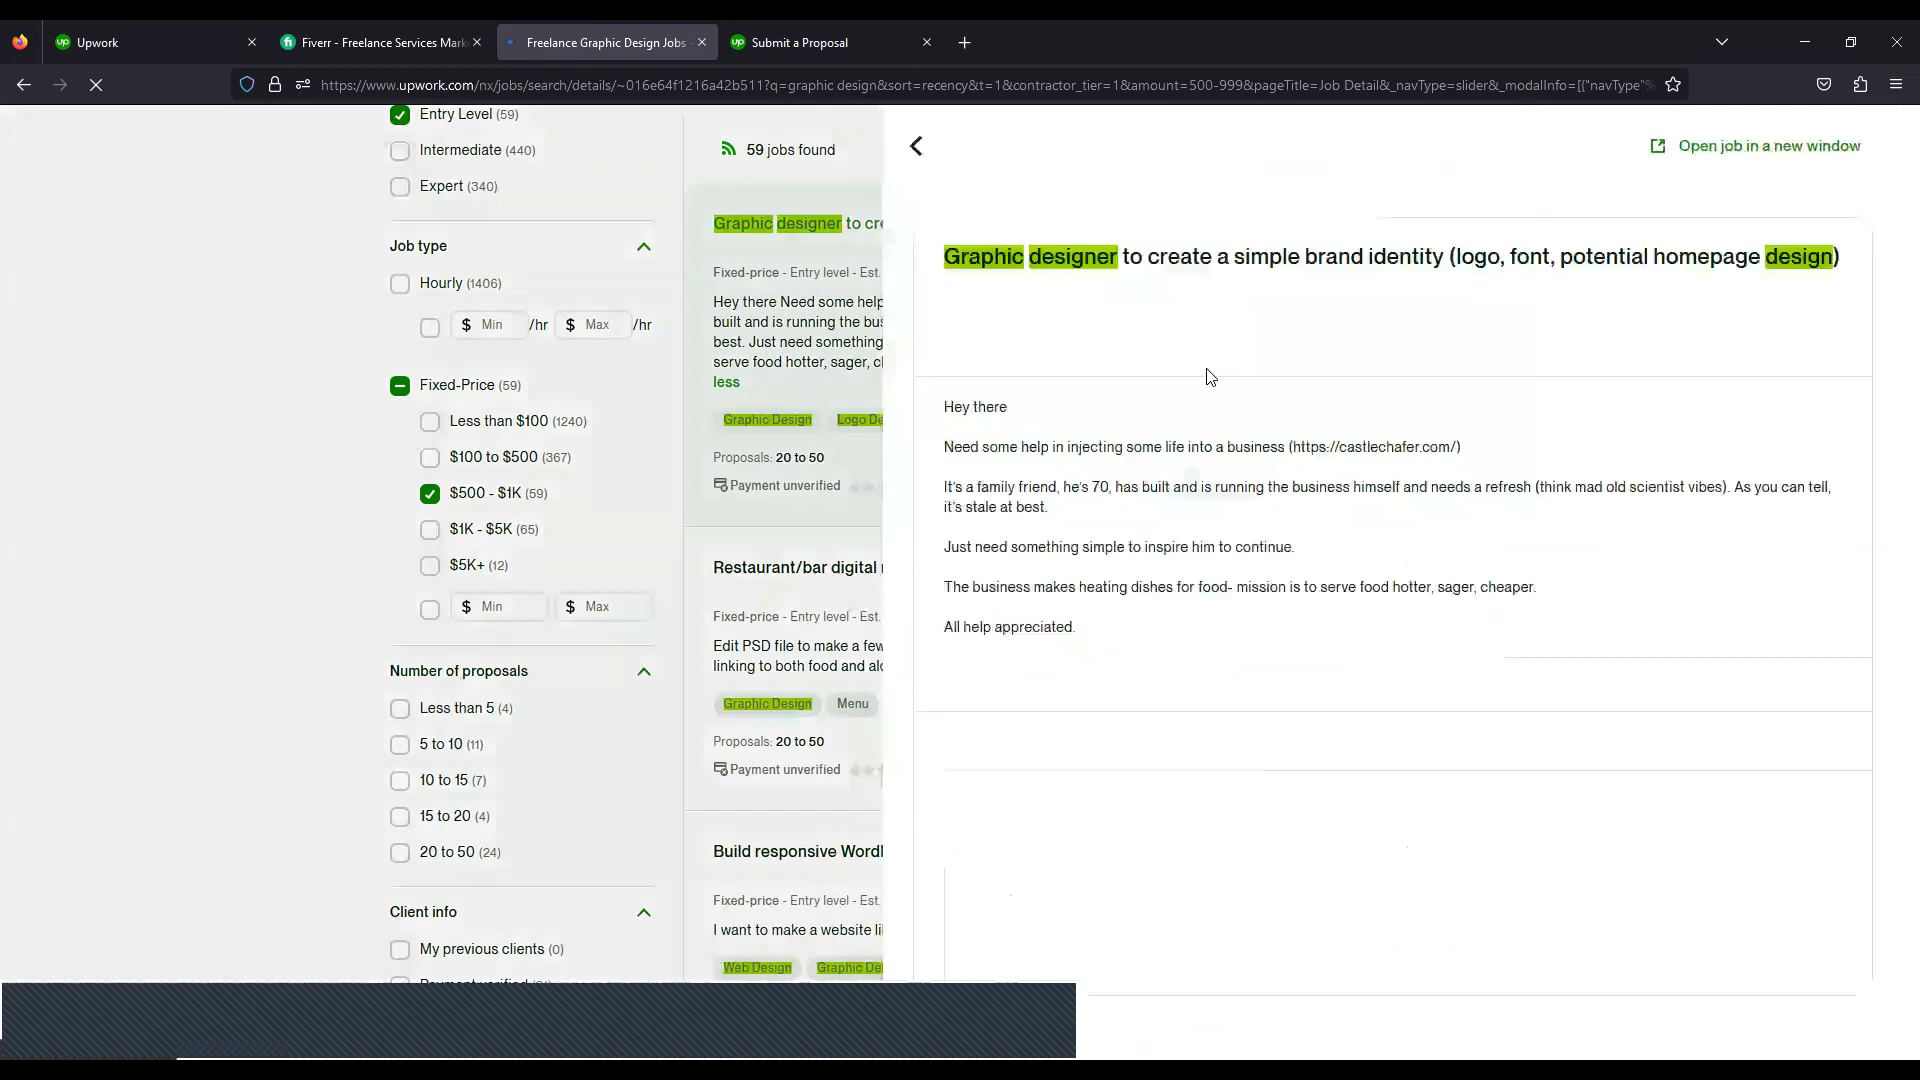 Upwork
Fiverr - Freelance Services Mark
Freelance Graphic Design Jobs -
Submit a Proposal
https://www.upwork.com/nx/jobs/search/details/~016e64f1216a42b511?q=graphic design&sort=recency&t=1&contractor_tier=1&amount=500-999&pageTitle=Job Detail&_navType=slider&_modalInfo=[{"navType"%
Entry Level (59)
Intermediate (440)
Expert (340)
Job type
Hourly (1406)
$ Min /hr $ Max /hr
Fixed-Price (59)
Less than $100 (1240)
$100 to $500 (367)
$500 - $1K (59)
$1K - $5K (65)
$5K+ (12)
$ Min $ Max
Number of proposals
Less than 5 (4)
5 to 10 (11)
10 to 15 (7)
15 to 20 (4)
20 to 50 (24)
Client info
My previous clients (0)
59 jobs found
Graphic designer to cre
Fixed-price - Entry level - Est.
Hey there Need some help
built and is running the bus
best. Just need something
serve food hotter, sager, cl
less
Graphic Design Logo De
Proposals: 20 to 50
Payment unverified
Restaurant/bar digital
Fixed-price - Entry level - Est.
Edit PSD file to make a few
linking to both food and alc
Graphic Design Menu
Proposals: 20 to 50
Payment unverified
Build responsive Word
Fixed-price - Entry level - Est.
I want to make a website li
Web Design Graphic De
Open job in a new window
Graphic designer to create a simple brand identity (logo, font, potential homepage design)
Hey there
Need some help in injecting some life into a business (https://castlechafer.com/)
It's a family friend, he's 70, has built and is running the business himself and needs a refresh (think mad old scientist vibes). As you can tell,
it's stale at best.
Just need something simple to inspire him to continue.
The business makes heating dishes for food- mission is to serve food hotter, sager, cheaper.
All help appreciated.